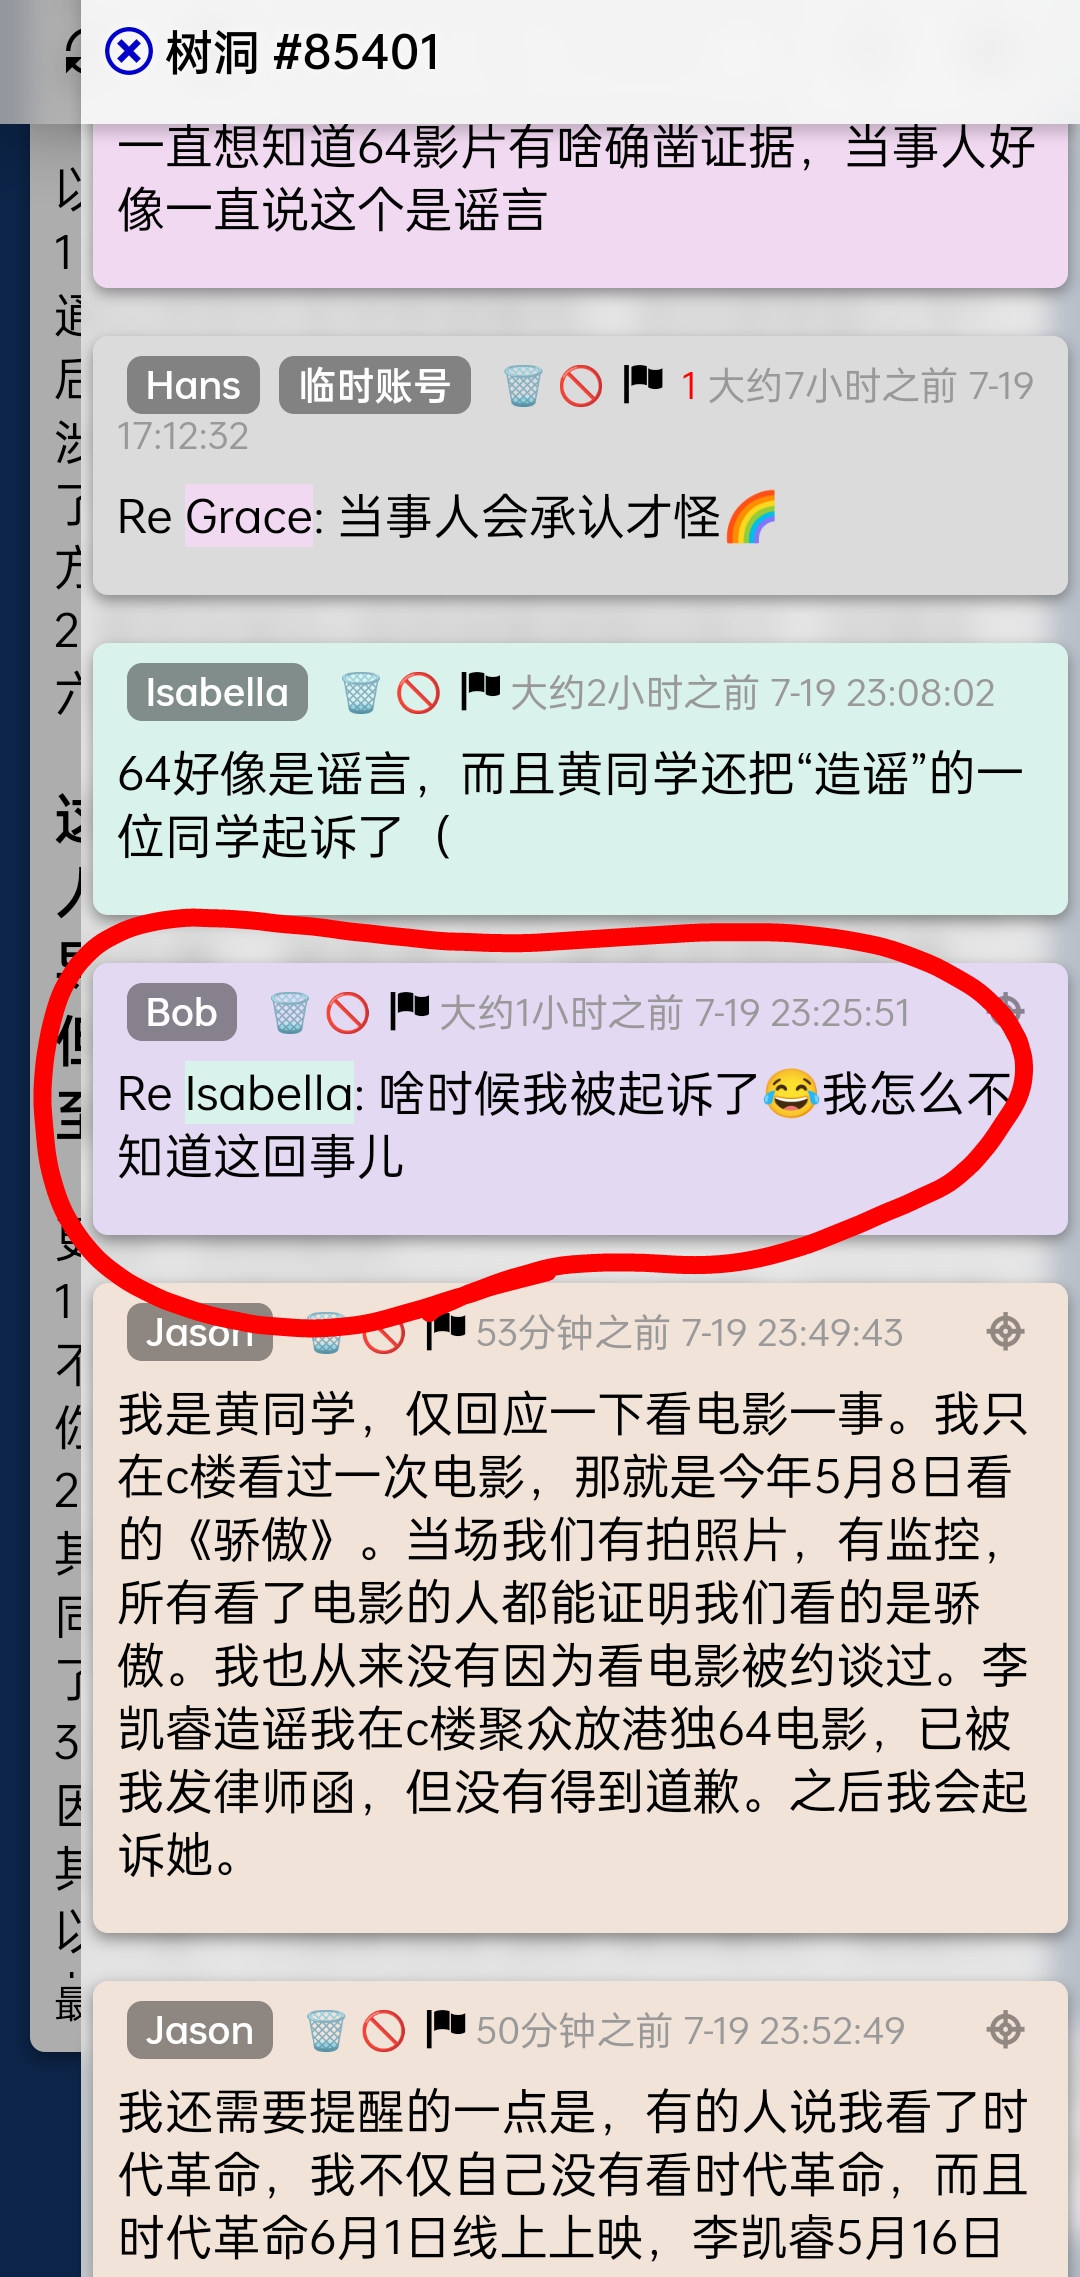 树洞 #85401
一直想知道64影片有啥确凿证据，当事人好
像一直说这个是谣言
Hans 临时账号 1 大约7小时之前 7-19
17:12:32
Re Grace: 当事人会承认才怪🌈
Isabella 大约2小时之前 7-19 23:08:02
64好像是谣言，而且黄同学还把“造谣”的一
位同学起诉了（
Bob 大约1小时之前 7-19 23:25:51
Re Isabella: 啥时候我被起诉了😂我怎么不
知道这回事儿
Jason 53分钟之前 7-19 23:49:43
我是黄同学，仅回应一下看电影一事。我只
在c楼看过一次电影，那就是今年5月8日看
的《骄傲》。当场我们有拍照片，有监控，
所有看了电影的人都能证明我们看的是骄
傲。我也从来没有因为看电影被约谈过。李
凯睿造谣我在c楼聚众放港独64电影，已被
我发律师函，但没有得到道歉。之后我会起
诉她。
Jason 50分钟之前 7-19 23:52:49
我还需要提醒的一点是，有的人说我看了时
代革命，我不仅自己没有看时代革命，而且
时代革命6月1日线上上映，李凯睿5月16日